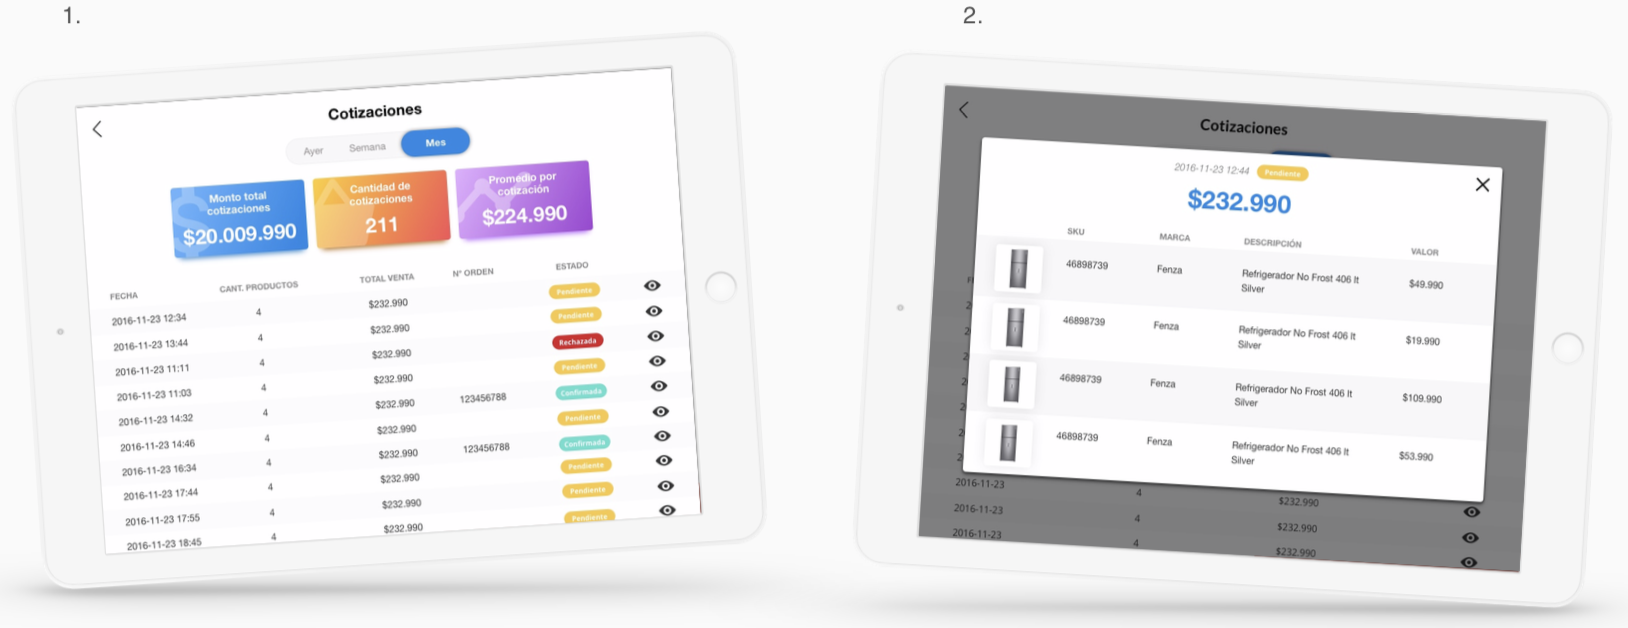 1.
Cotizaciones
Ayer Semana Mes
Monto total cotizaciones
$20.009.990
Cantidad de cotizaciones
211
Promedio por cotización
$224.990
FECHA CANT. PRODUCTOS TOTAL VENTA N° ORDEN ESTADO
2016-11-23 12:34 4 $232.990 Pendiente
2016-11-23 13:44 4 $232.990 Pendiente
2016-11-23 11:11 4 $232.990 Rechazada
2016-11-23 11:03 4 $232.990 Pendiente
2016-11-23 14:32 4 $232.990 123456788 Confirmada
2016-11-23 14:46 4 $232.990 Pendiente
2016-11-23 16:34 4 $232.990 123456788 Confirmada
2016-11-23 17:44 4 $232.990 Pendiente
2016-11-23 17:55 4 $232.990 Pendiente
2016-11-23 18:45 4 $232.990 Pendiente
2.
Cotizaciones
2016-11-23 12:44 Pendiente
$232.990
SKU MARCA DESCRIPCIÓN VALOR
46898739 Fenza Refrigerador No Frost 406 lt Silver $49.990
46898739 Fenza Refrigerador No Frost 406 lt Silver $19.990
46898739 Fenza Refrigerador No Frost 406 lt Silver $109.990
46898739 Fenza Refrigerador No Frost 406 lt Silver $53.990
2016-11-23 4 $232.990
2016-11-23 4 $232.990
2016-11-23 4 $232.990